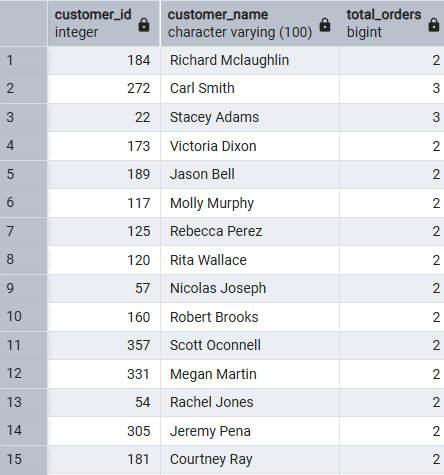 customer_id customer_name total_orders
integer character varying (100) bigint
1 184 Richard Mclaughlin 2
2 272 Carl Smith 3
3 22 Stacey Adams 3
4 173 Victoria Dixon 2
5 189 Jason Bell 2
6 117 Molly Murphy 2
7 125 Rebecca Perez 2
8 120 Rita Wallace 2
9 57 Nicolas Joseph 2
10 160 Robert Brooks 2
11 357 Scott Oconnell 2
12 331 Megan Martin 2
13 54 Rachel Jones 2
14 305 Jeremy Pena 2
15 181 Courtney Ray 2